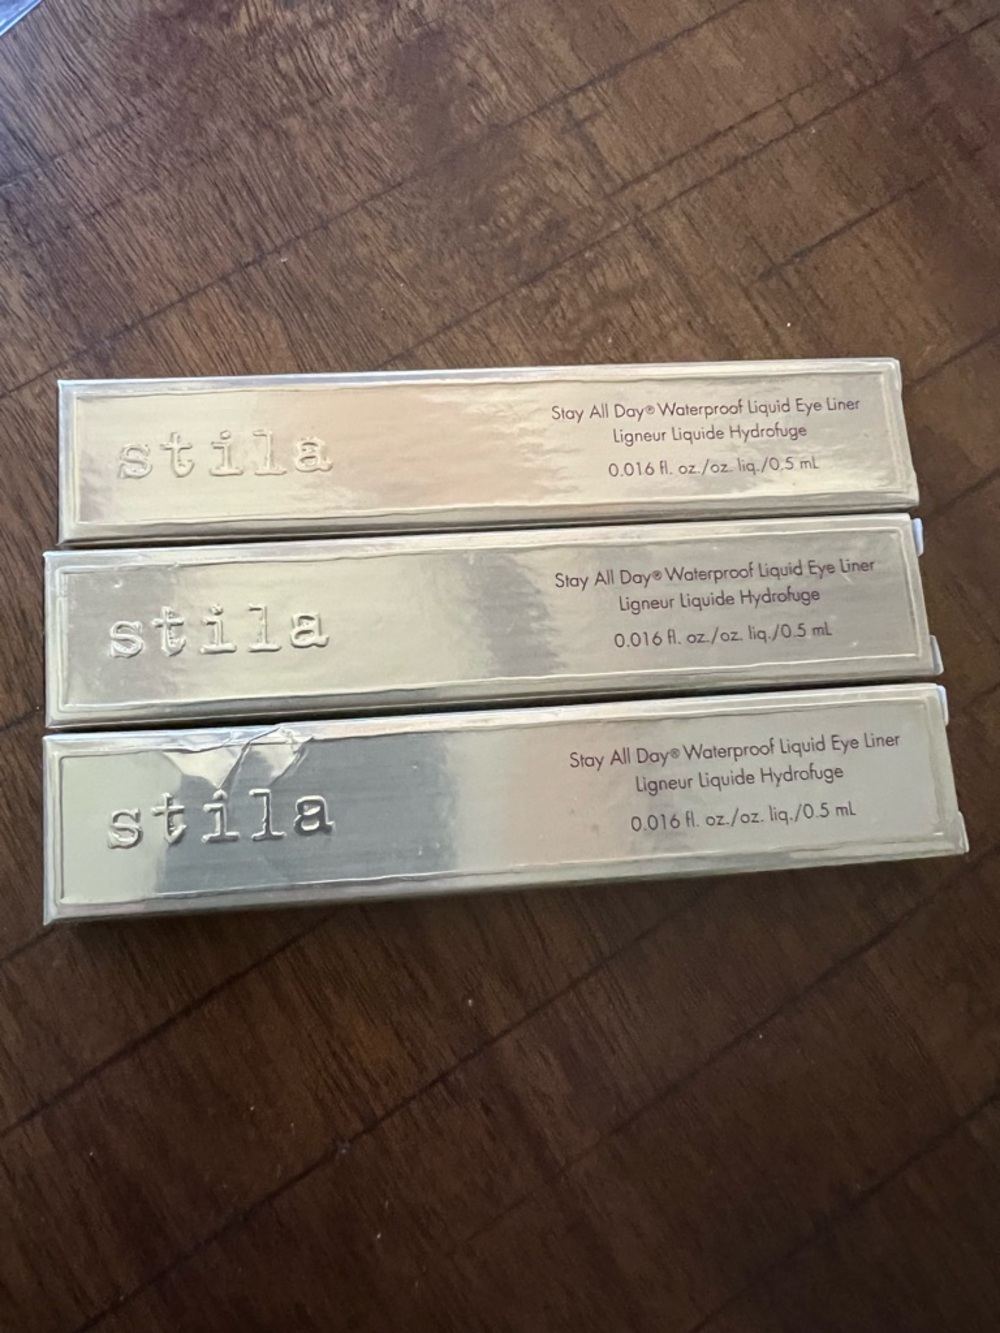 stila
Stay All Day® Waterproof Liquid Eye Liner
Ligneur Liquide Hydrofuge
0.016 fl. oz./oz. liq./0.5 mL
stila
Stay All Day® Waterproof Liquid Eye Liner
Ligneur Liquide Hydrofuge
0.016 fl. oz./oz. liq./0.5 mL
stila
Stay All Day® Waterproof Liquid Eye Liner
Ligneur Liquide Hydrofuge
0.016 fl. oz./oz. liq./0.5 mL